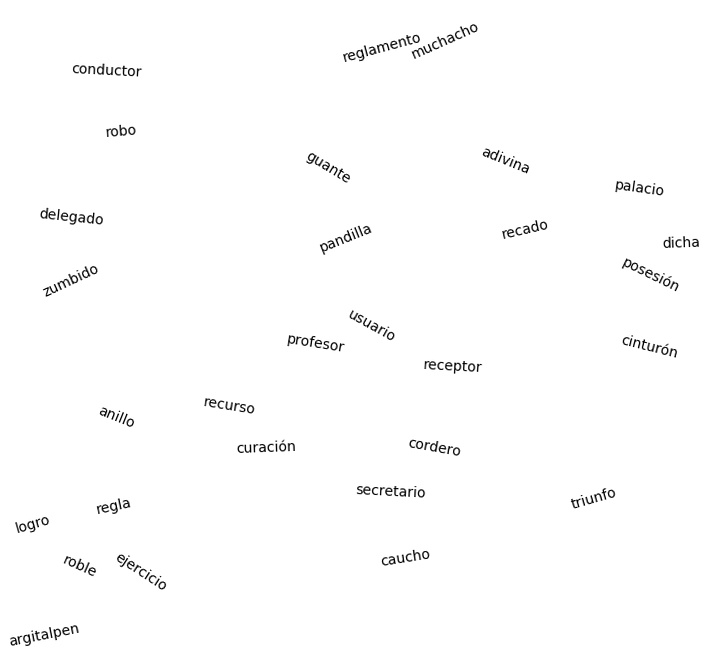 muchacho
reglamento
conductor
robo
adivina
guante
palacio
delegado
recado
pandilla
dicha
posesión
zumbido
usuario
profesor
cinturón
receptor
recurso
anillo
cordero
curación
secretario
triunfo
regla
logro
caucho
roble
ejercicio
argitalpen